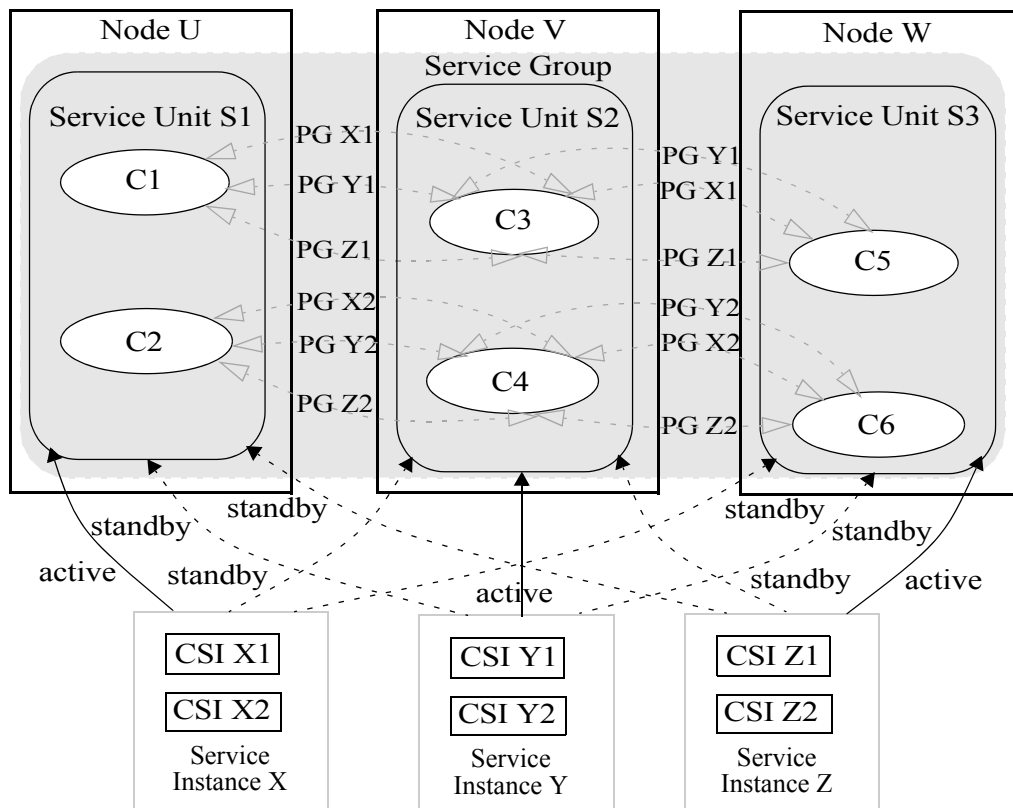 Node U
Node V
Node W
Service Group
Service Unit S1
Service Unit S2
Service Unit S3
PG X1
PG Y1
PG Z1
PG X2
PG Y2
PG Z2
PG Y1
PG X1
PG Z1
PG Y2
PG X2
PG Z2
C1
C2
C3
C4
C5
C6
active
standby
standby
standby
active
standby
standby
standby
active
CSI X1
CSI X2
Service
Instance X
CSI Y1
CSI Y2
Service
Instance Y
CSI Z1
CSI Z2
Service
Instance Z